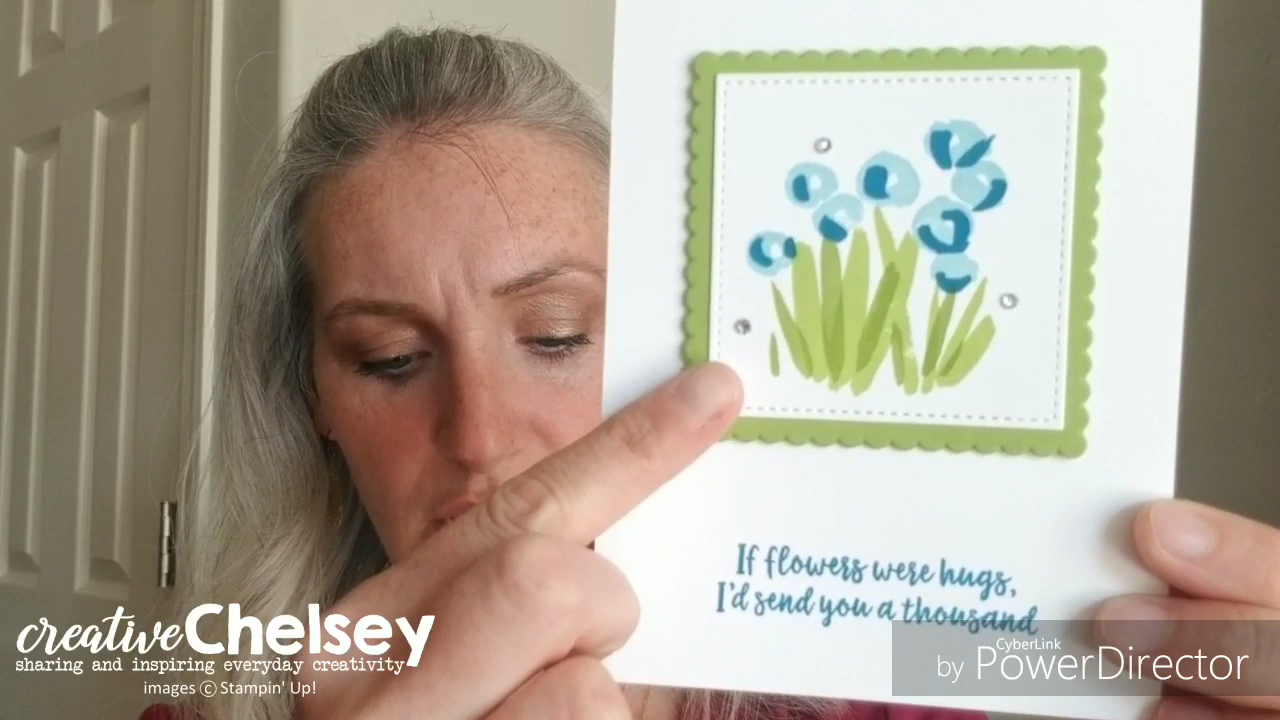 If flowers were hugs,
I'd send you a thousand
creativeChelsey
sharing and inspiring everyday creativity
images © Stampin' Up!
CyberLink
by PowerDirector